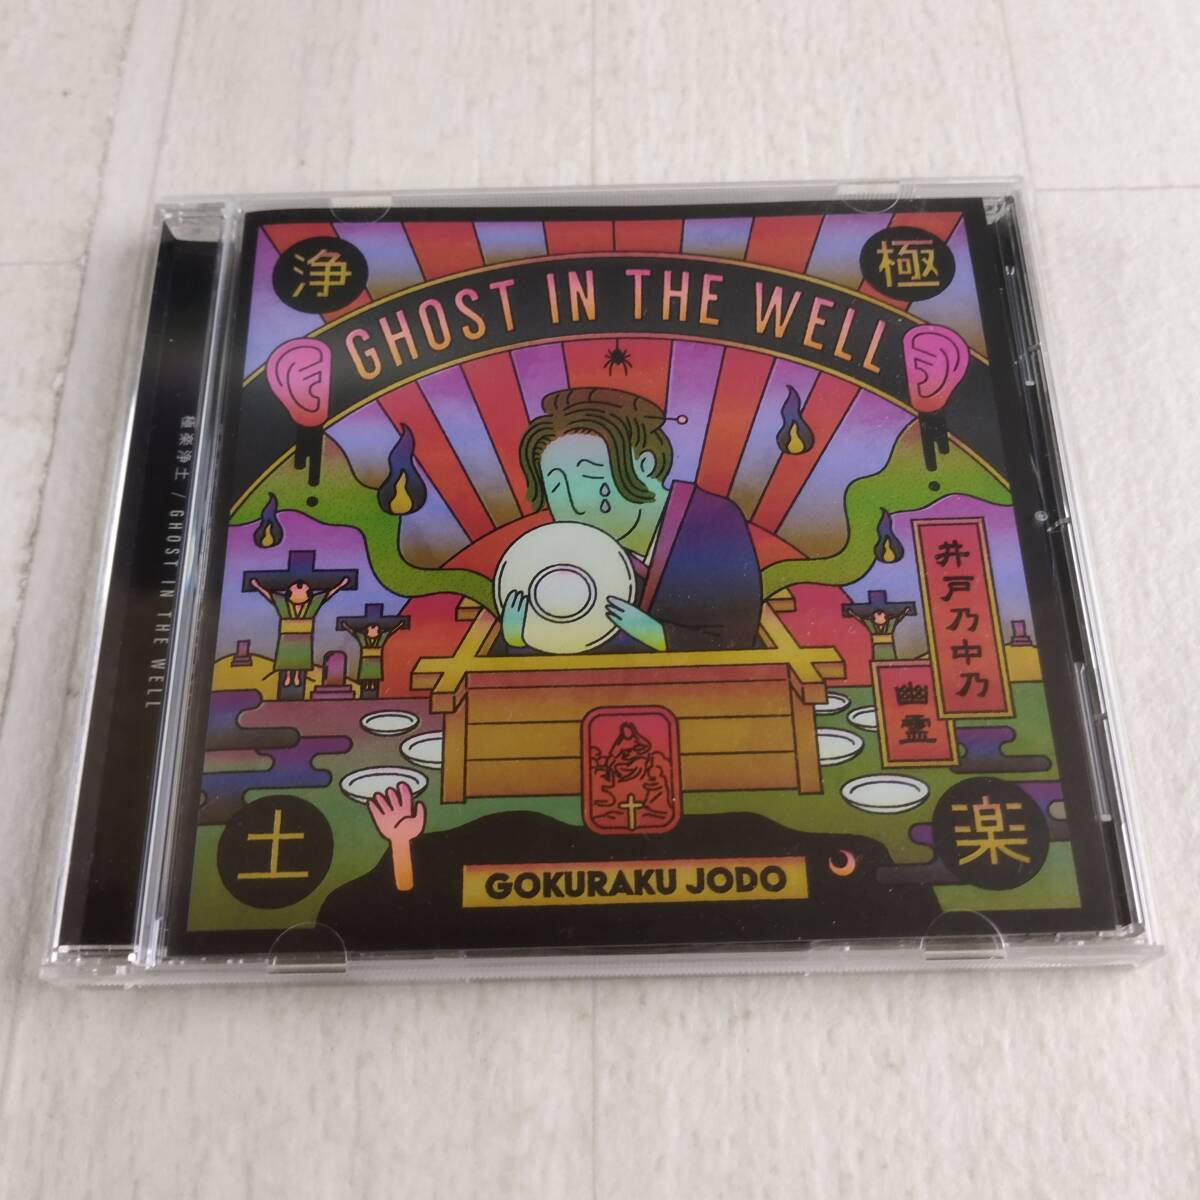 極
楽
浄
土
GHOST IN THE WELL
井戸乃中乃
幽霊
GOKURAKU JODO
極楽浄土 / GHOST IN THE WELL